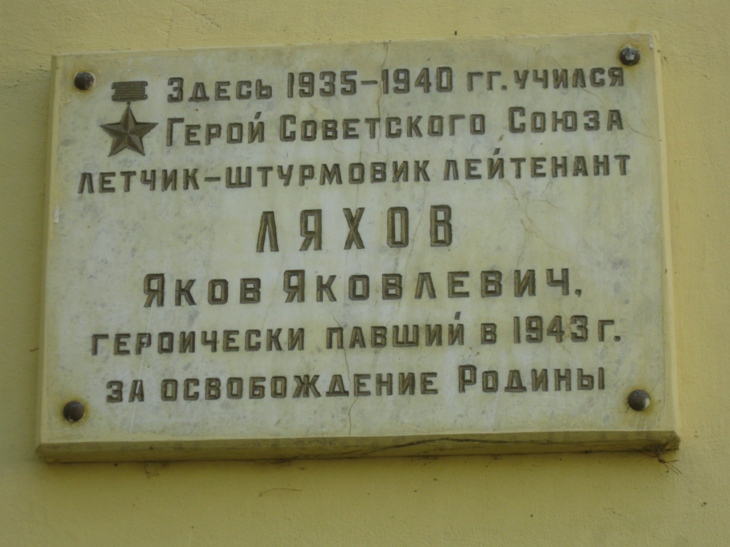 Здесь 1935–1940 гг. учился
Герой Советского Союза
летчик–штурмовик лейтенант
ЛЯХОВ
Яков Яковлевич,
героически павший в 1943 г.
за освобождение Родины